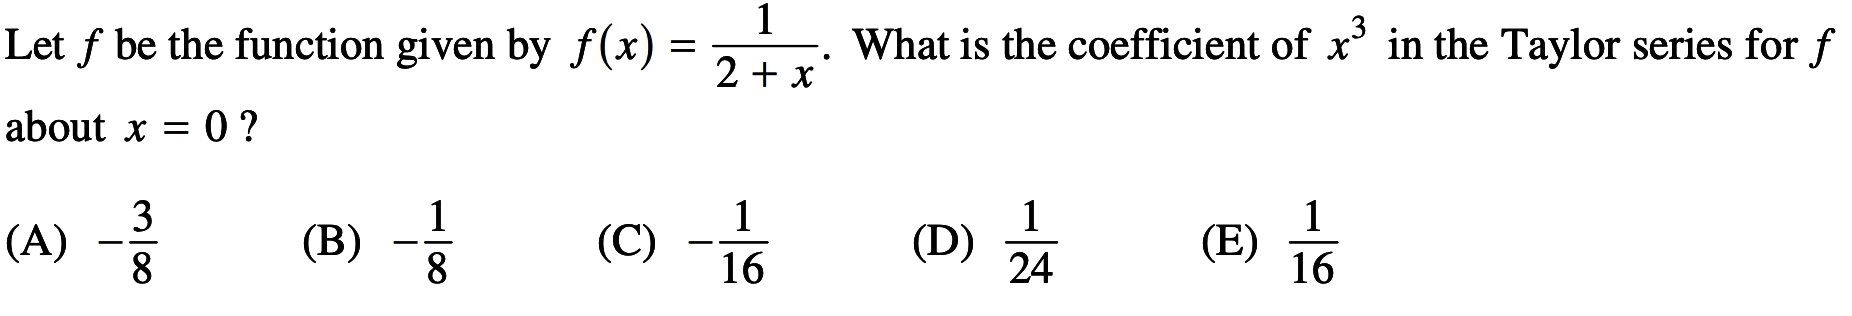 Let f be the function given by f(x) = \frac{1}{2 + x}. What is the coefficient of x^3 in the Taylor series for f
about x = 0 ?
(A) -\frac{3}{8} (B) -\frac{1}{8} (C) -\frac{1}{16} (D) \frac{1}{24} (E) \frac{1}{16}